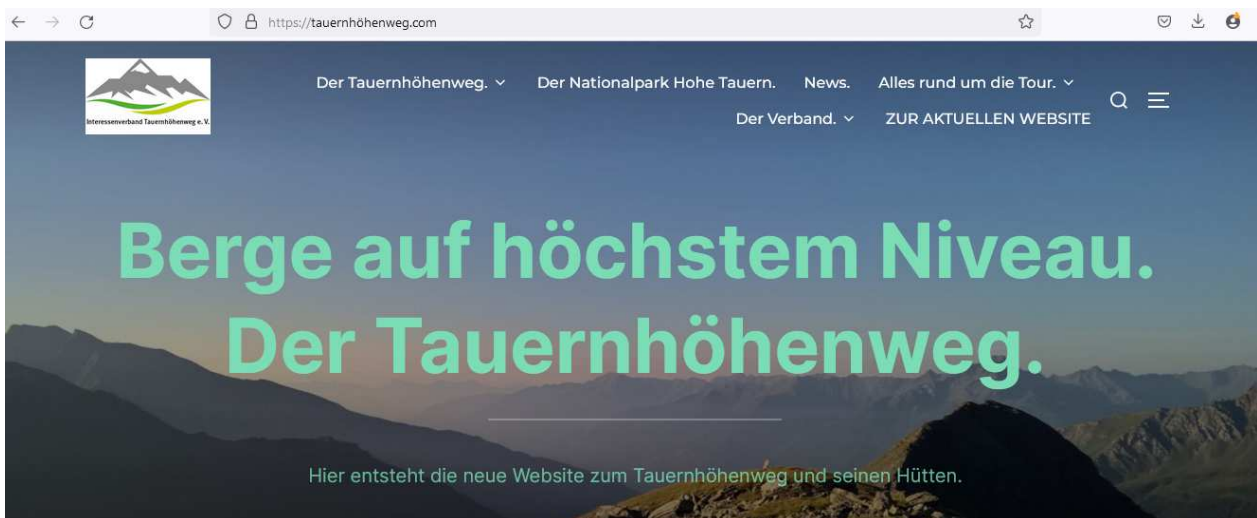 https://tauernhöhenweg.com
Interessenverband Tauernhöhenweg e. V.
Der Tauernhöhenweg. Der Nationalpark Hohe Tauern. News. Alles rund um die Tour.
Der Verband. ZUR AKTUELLEN WEBSITE
Berge auf höchstem Niveau.
Der Tauernhöhenweg.
Hier entsteht die neue Website zum Tauernhöhenweg und seinen Hütten.